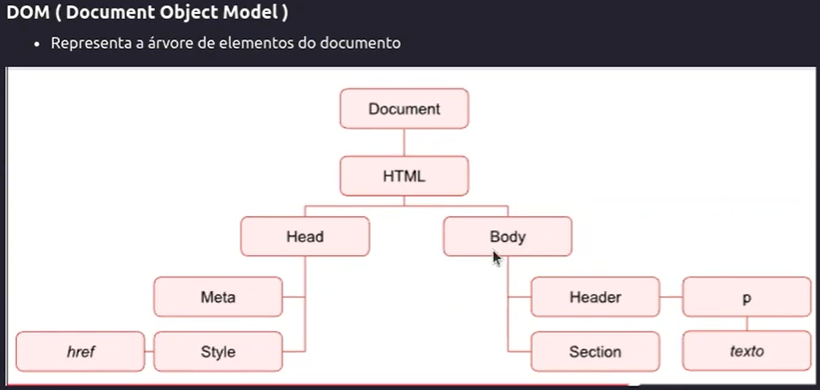 DOM ( Document Object Model )
• Representa a árvore de elementos do documento
Document
HTML
Head
Body
Meta
Header
p
href
Style
Section
texto